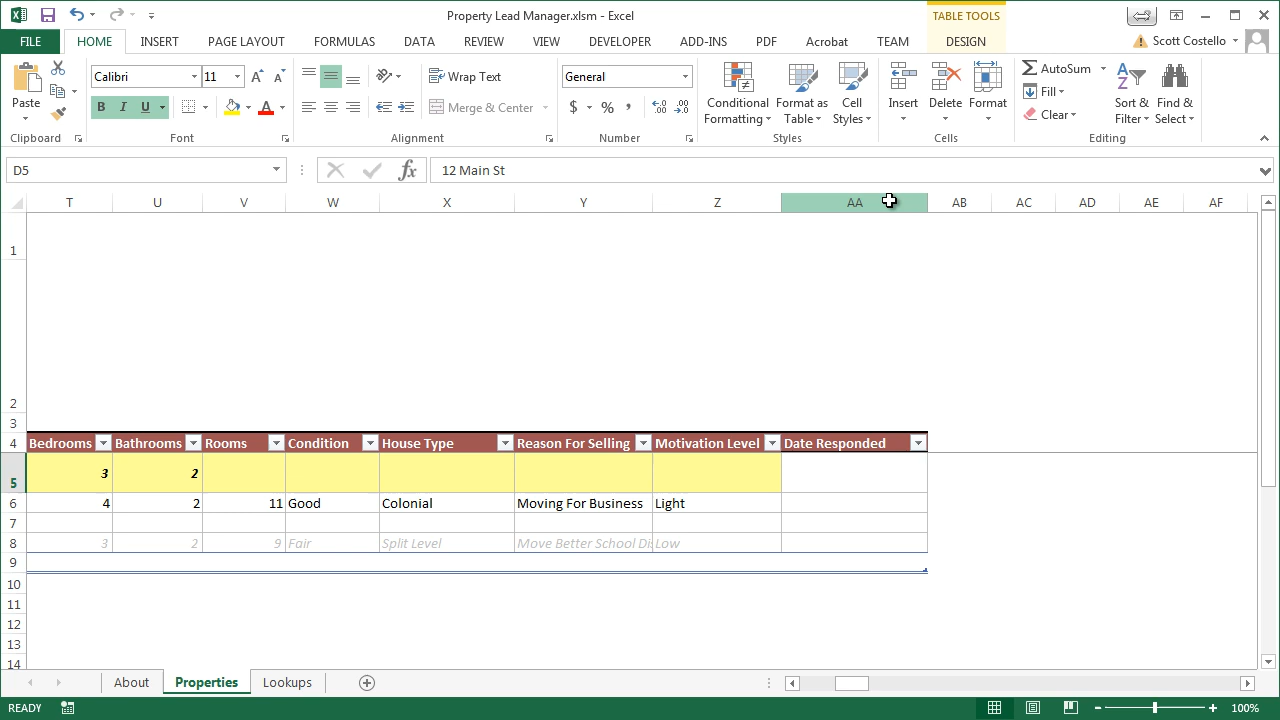 Property Lead Manager.xlsm - Excel
TABLE TOOLS
FILE HOME INSERT PAGE LAYOUT FORMULAS DATA REVIEW VIEW DEVELOPER ADD-INS PDF Acrobat TEAM DESIGN
Scott Costello
Paste
Calibri 11
Wrap Text
General
AutoSum
B I U A
Merge & Center
$ % ,
Conditional Formatting
Format as Table
Cell Styles
Insert Delete Format
Fill
Clear
Sort & Filter
Find & Select
Clipboard Font Alignment Number Styles Cells Editing
D5 fx 12 Main St
T U V W X Y Z AA AB AC AD AE AF
1
2
3
4 Bedrooms Bathrooms Rooms Condition House Type Reason For Selling Motivation Level Date Responded
5 3 2
6 4 2 11 Good Colonial Moving For Business Light
7
8 3 2 9 Fair Split Level Move Better School Di Low
9
10
11
12
13
14
About Properties Lookups
READY 100%